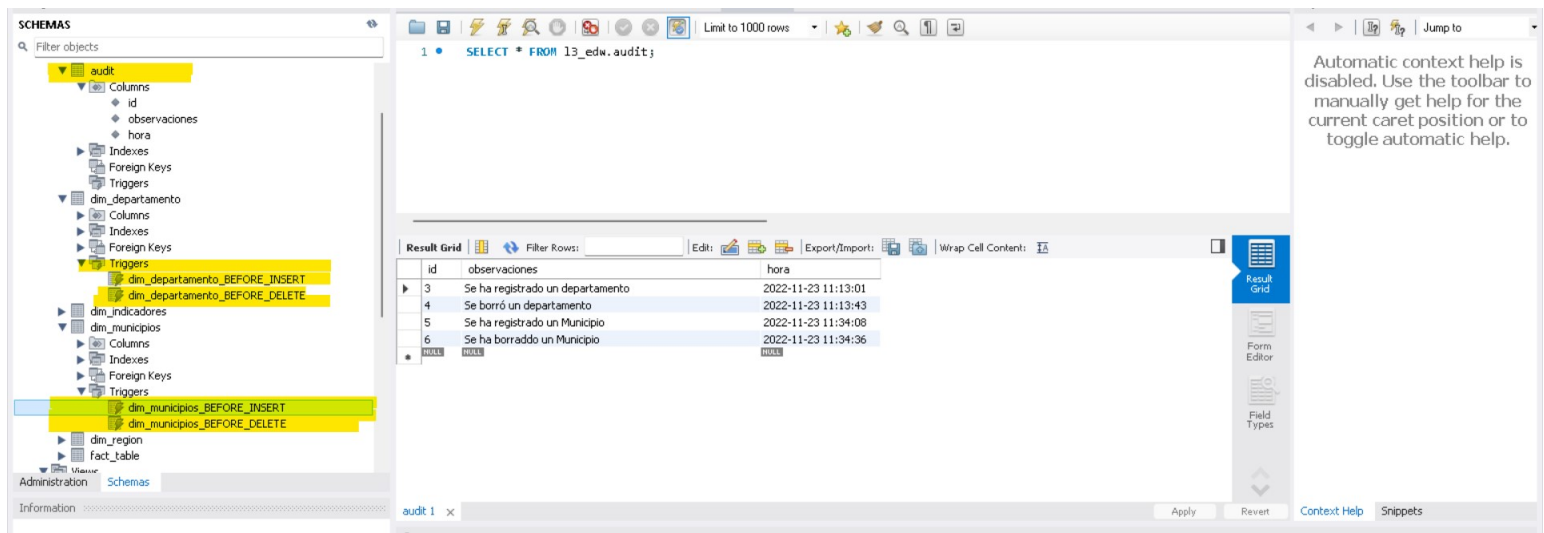 SCHEMAS
Filter objects
audit
Columns
id
observaciones
hora
Indexes
Foreign Keys
Triggers
dim_departamento
Columns
Indexes
Foreign Keys
Triggers
dim_departamento_BEFORE_INSERT
dim_departamento_BEFORE_DELETE
dim_indicadores
dim_municipios
Columns
Indexes
Foreign Keys
Triggers
dim_municipios_BEFORE_INSERT
dim_municipios_BEFORE_DELETE
dim_region
fact_table
Views
Administration Schemas
Information
Limit to 1000 rows
1 SELECT * FROM l3_edw.audit;
Result Grid Filter Rows: Edit: Export/Import: Wrap Cell Content:
id observaciones hora
3 Se ha registrado un departamento 2022-11-23 11:13:01
4 Se borró un departamento 2022-11-23 11:13:43
5 Se ha registrado un Municipio 2022-11-23 11:34:08
6 Se ha borraddo un Municipio 2022-11-23 11:34:36
NULL NULL NULL
Result Grid
Form Editor
Field Types
audit 1 Apply Revert
Jump to
Automatic context help is
disabled. Use the toolbar to
manually get help for the
current caret position or to
toggle automatic help.
Context Help Snippets